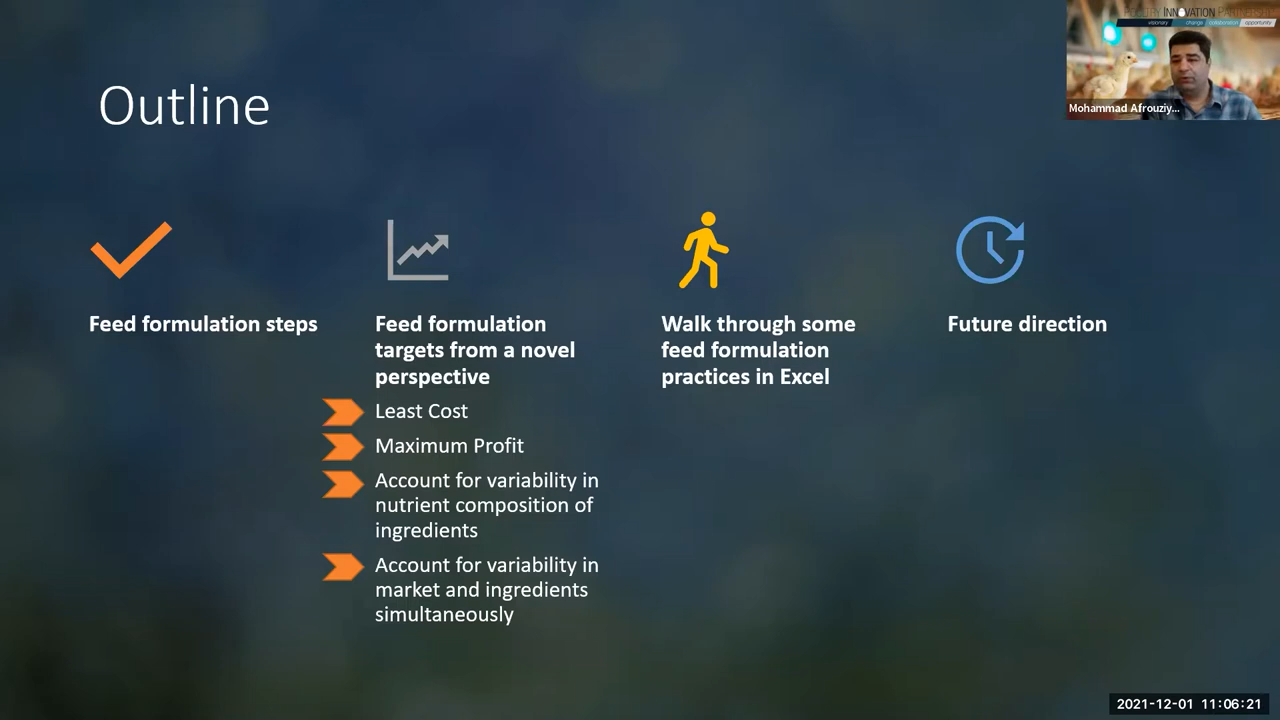 Outline
Feed formulation steps
Feed formulation
targets from a novel
perspective
Least Cost
Maximum Profit
Account for variability in
nutrient composition of
ingredients
Account for variability in
market and ingredients
simultaneously
Walk through some
feed formulation
practices in Excel
Future direction
INNOVATION
visionary change collaboration opportunity
Mohammad Afrouziy...
2021-12-01 11:06:21